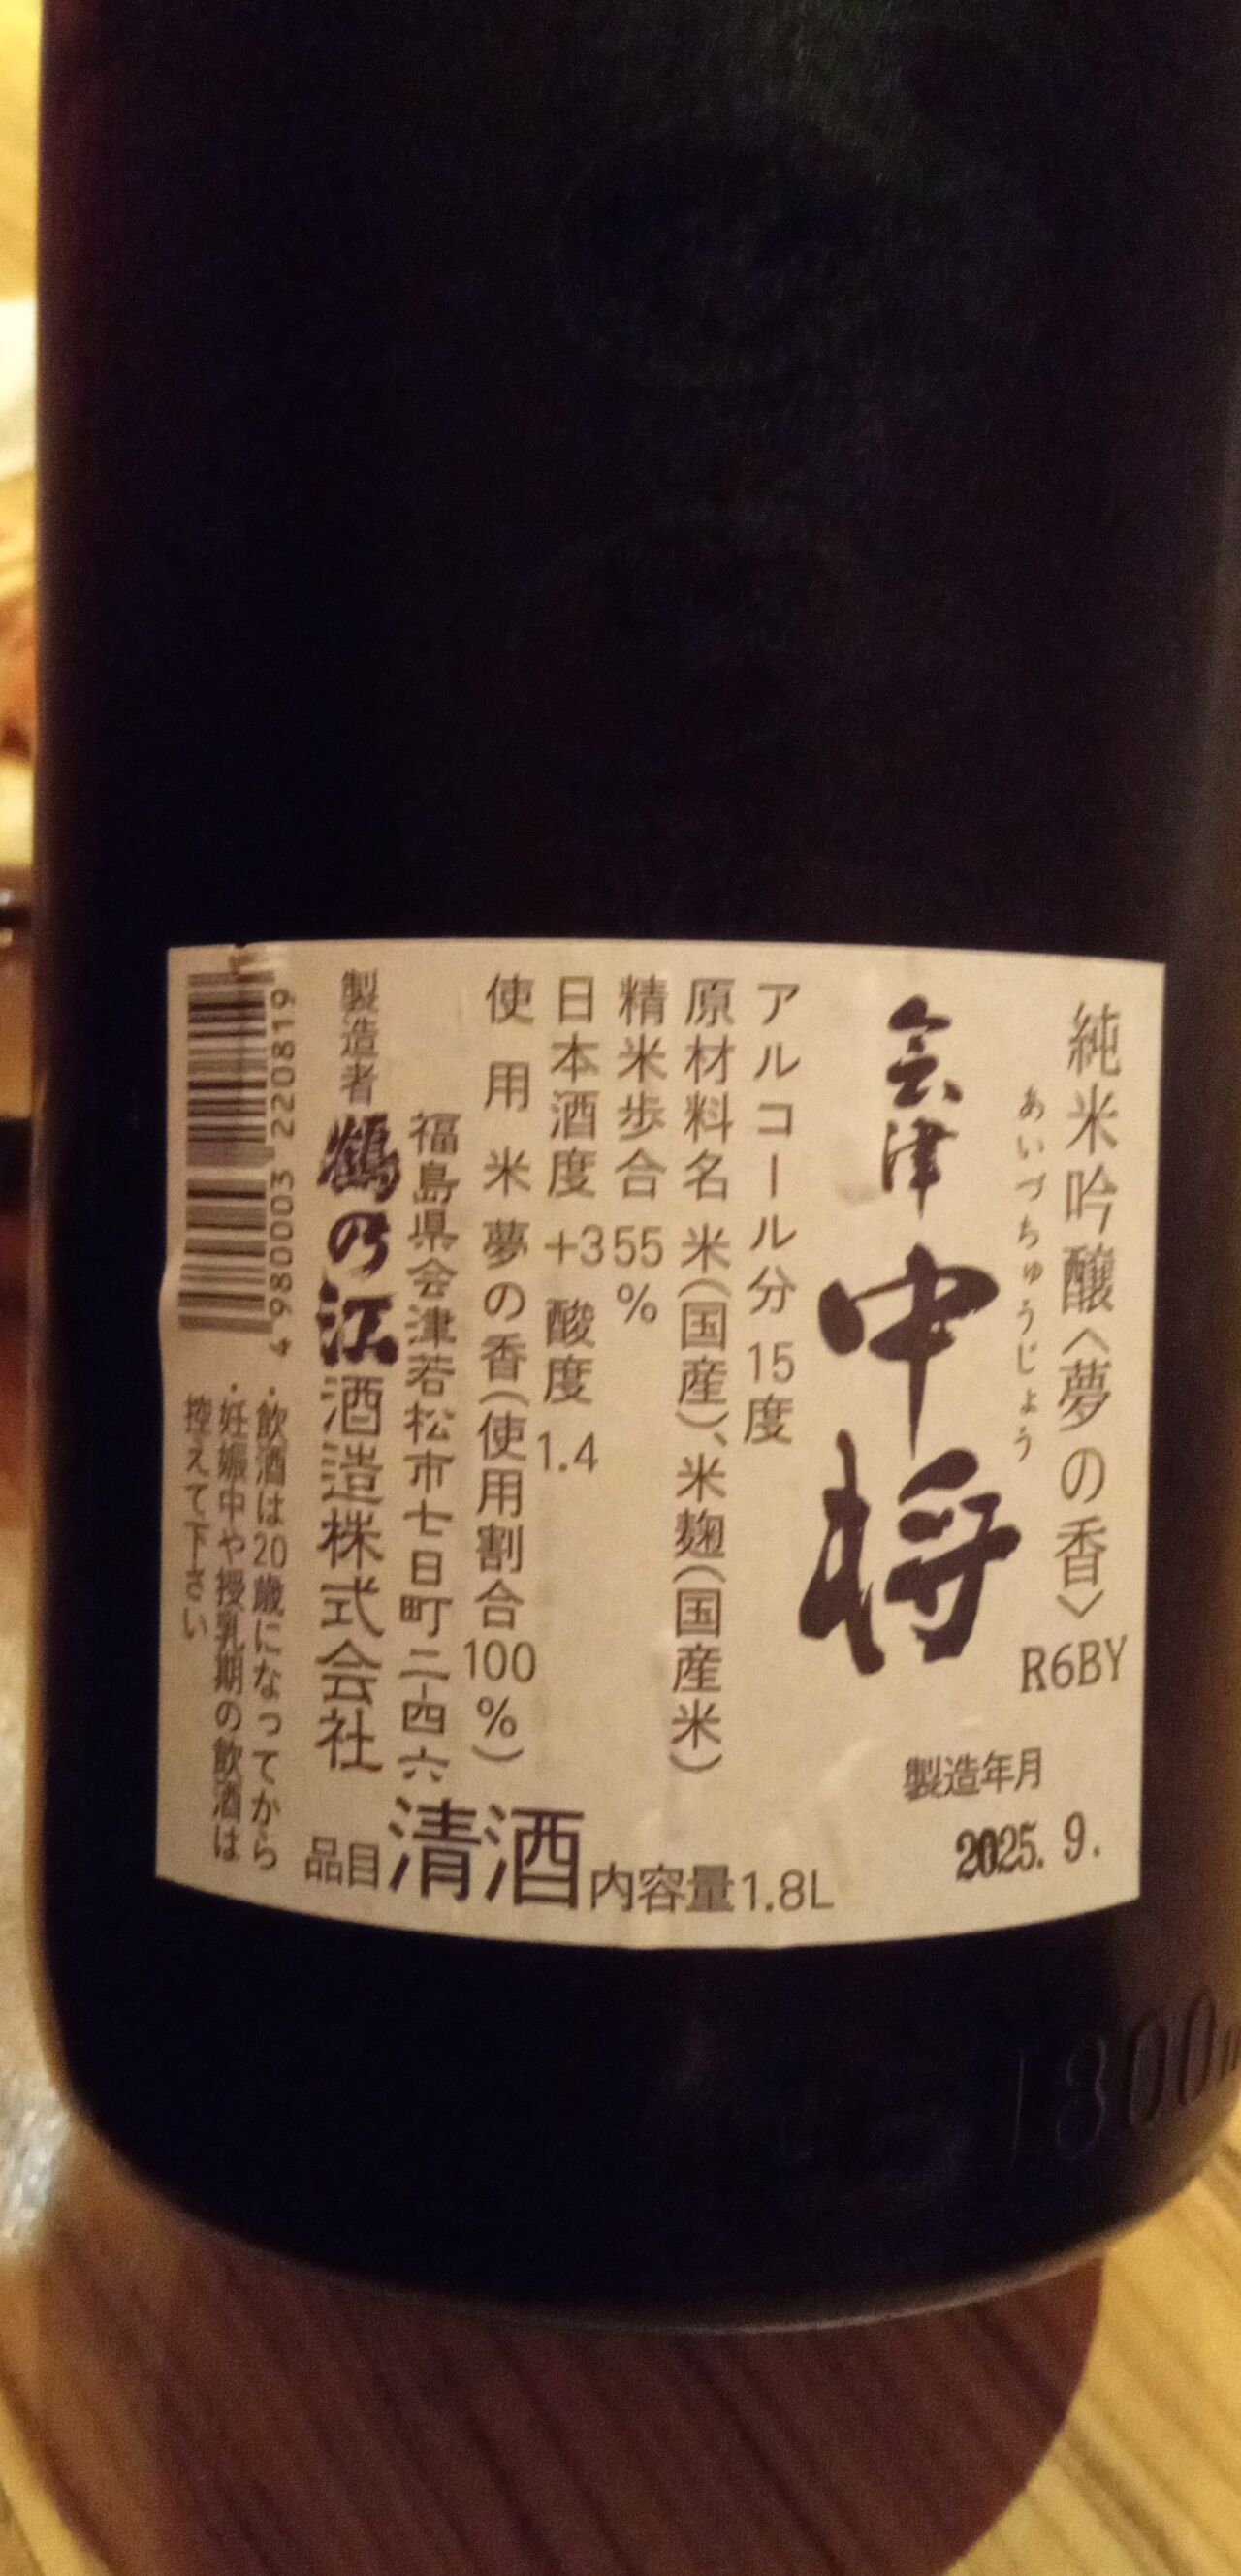 純米吟醸〈夢の香〉
R6BY
あいづちゅうじょう
会津
中将
製造年月
2025. 9.
アルコール分 15度
原材料名 米(国産)、米麹(国産米)
精米歩合 55%
日本酒度 +3 酸度 1.4
使用米 夢の香(使用割合100%)
福島県会津若松市七日町二-四六
製造者 鶴の江酒造株式会社
4 980003 220819
・飲酒は20歳になってから
・妊娠中や授乳期の飲酒は
控えて下さい
品目 清酒 内容量1.8L
1800